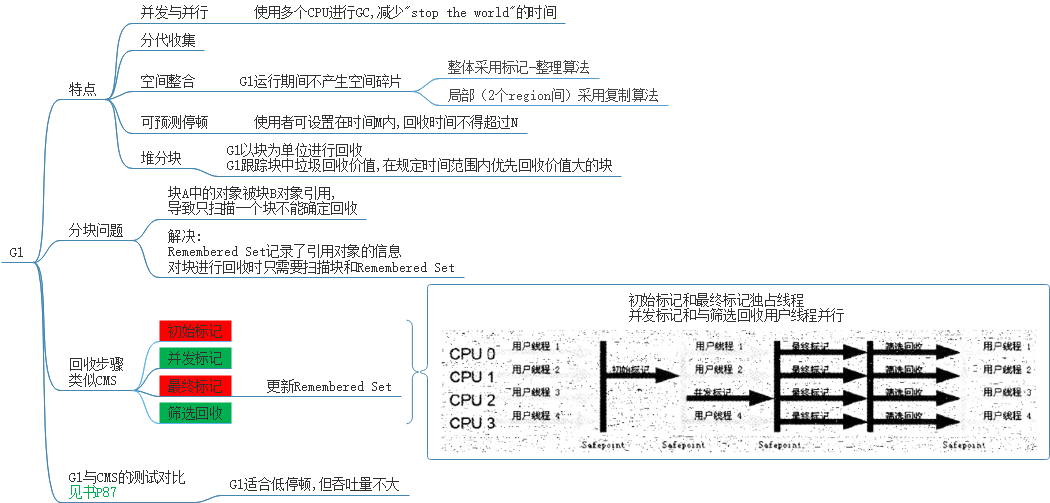 G1
特点
并发与并行
使用多个CPU进行GC,减少"stop the world"的时间
分代收集
空间整合
G1运行期间不产生空间碎片
整体采用标记-整理算法
局部（2个region间）采用复制算法
可预测停顿
使用者可设置在时间M内,回收时间不得超过N
堆分块
G1以块为单位进行回收
G1跟踪块中垃圾回收价值,在规定时间范围内优先回收价值大的块
分块问题
块A中的对象被块B对象引用,
导致只扫描一个块不能确定回收
解决:
Remembered Set记录了引用对象的信息
对块进行回收时只需要扫描块和Remembered Set
回收步骤
类似CMS
初始标记
并发标记
最终标记
更新Remembered Set
筛选回收
初始标记和最终标记独占线程
并发标记和与筛选回收用户线程并行
CPU 0 用户线程 1 用户线程 1 最终标记 筛选回收 用户线程 1
CPU 1 用户线程 2 初始标记 用户线程 2 最终标记 筛选回收 用户线程 2
CPU 2 用户线程 3 并发标记 最终标记 筛选回收 用户线程 3
CPU 3 用户线程 4 用户线程 4 最终标记 筛选回收 用户线程 4
Safepoint Safepoint Safepoint Safepoint
G1与CMS的测试对比
见书P87
G1适合低停顿,但吞吐量不大